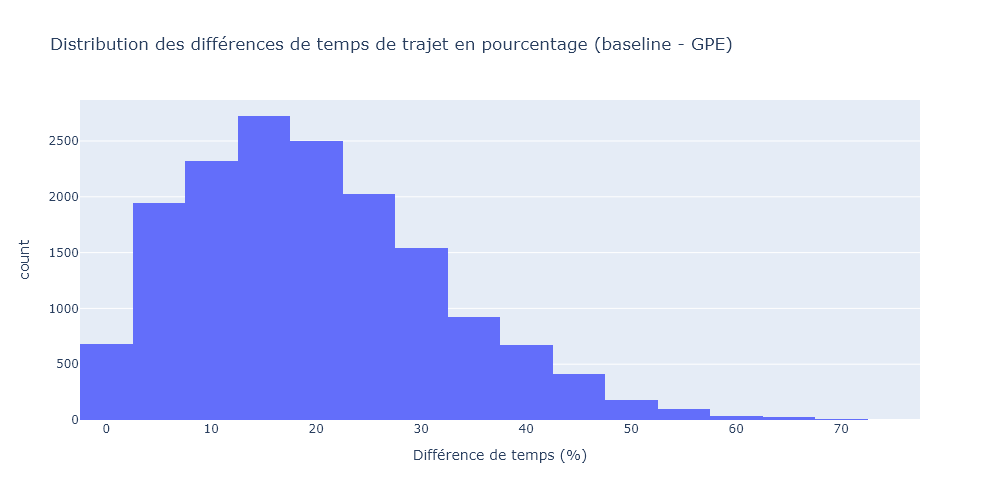 Distribution des différences de temps de trajet en pourcentage (baseline - GPE)
2500
2000
1500
1000
500
0
count
0 10 20 30 40 50 60 70
Différence de temps (%)